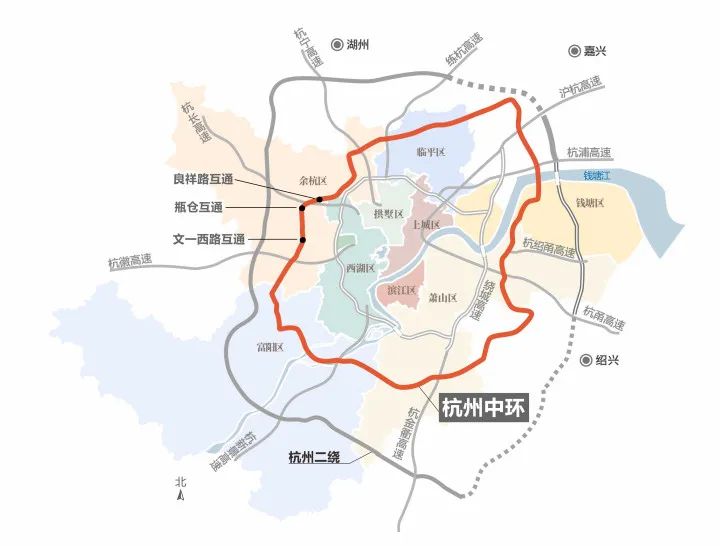 湖州
嘉兴
杭宁高速
练杭高速
沪杭高速
杭长高速
临平区
杭浦高速
良祥路互通
余杭区
钱塘江
瓶仓互通
拱墅区
上城区
钱塘区
文一西路互通
杭绍甬高速
杭徽高速
西湖区
滨江区
萧山区
绕城高速
杭甬高速
富阳区
绍兴
杭州中环
杭金衢高速
杭新景高速
杭州二绕
北